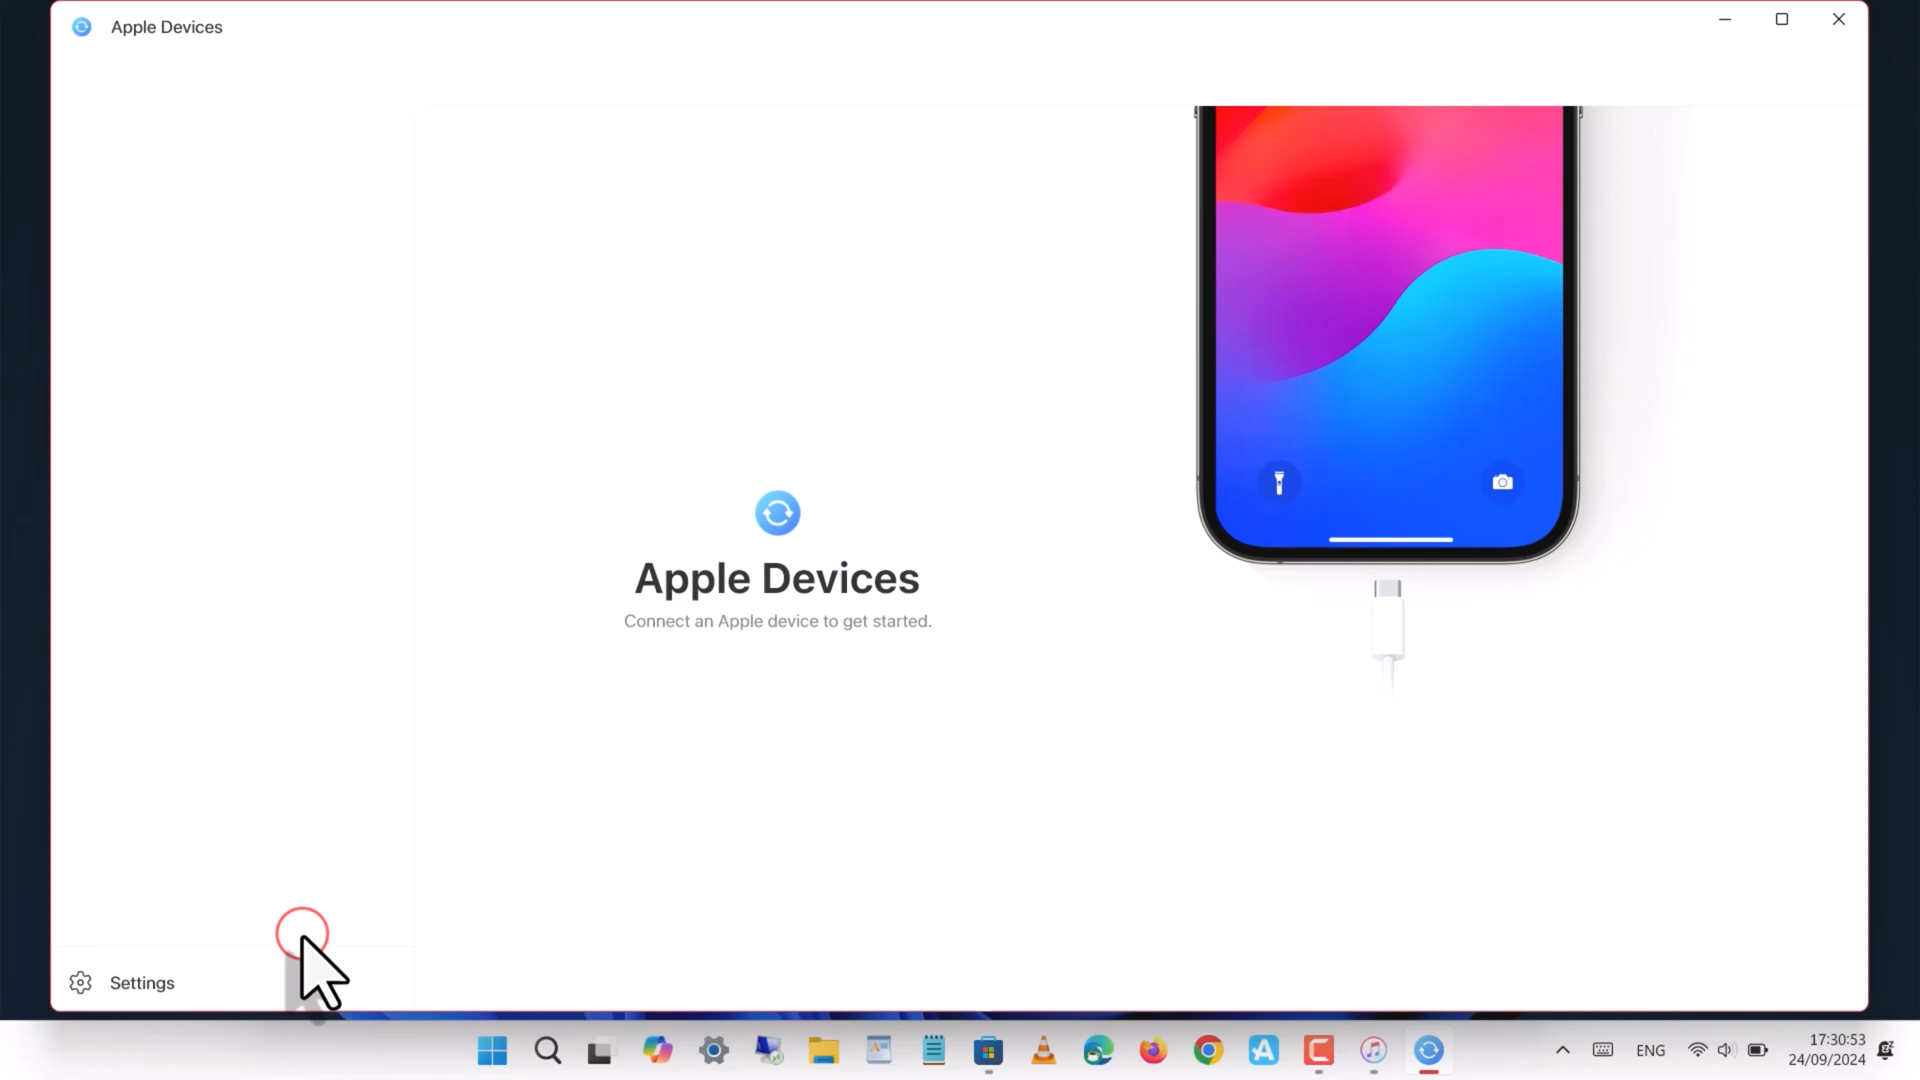 Apple Devices
Apple Devices
Connect an Apple device to get started.
Settings
ENG
17:30:53
24/09/2024